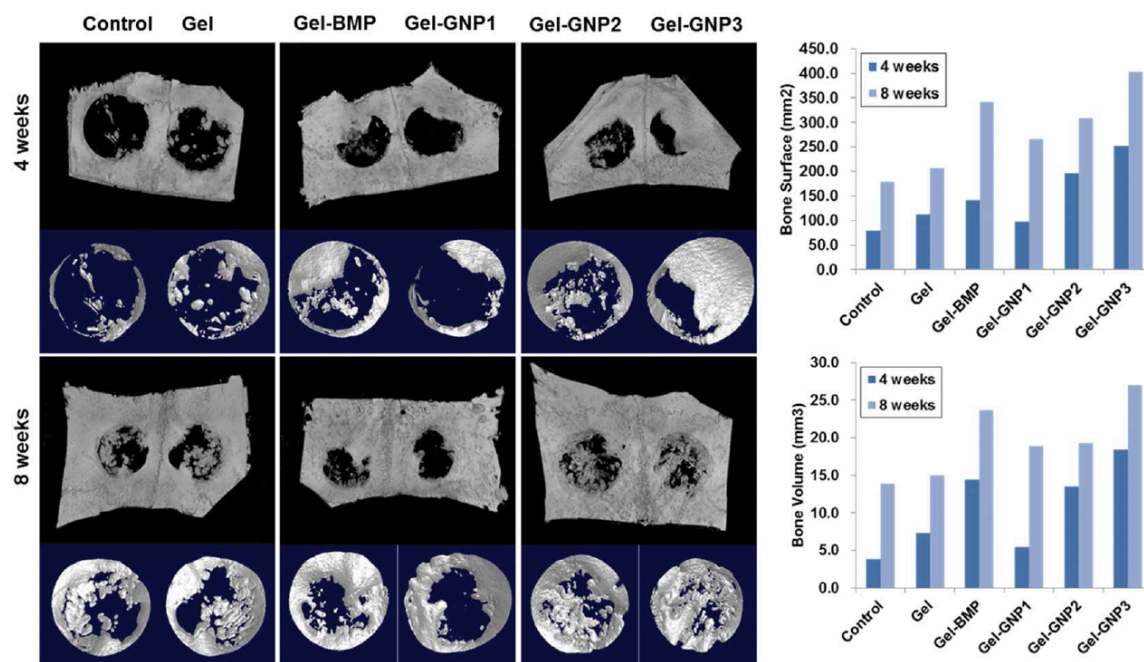 Control Gel Gel-BMP Gel-GNP1 Gel-GNP2 Gel-GNP3
4 weeks
8 weeks
Bone Surface (mm2)
450.0
400.0
350.0
300.0
250.0
200.0
150.0
100.0
50.0
0.0
4 weeks
8 weeks
Control
Gel
Gel-BMP
Gel-GNP1
Gel-GNP2
Gel-GNP3
Bone Volume (mm3)
30.0
25.0
20.0
15.0
10.0
5.0
0.0
4 weeks
8 weeks
Control
Gel
Gel-BMP
Gel-GNP1
Gel-GNP2
Gel-GNP3